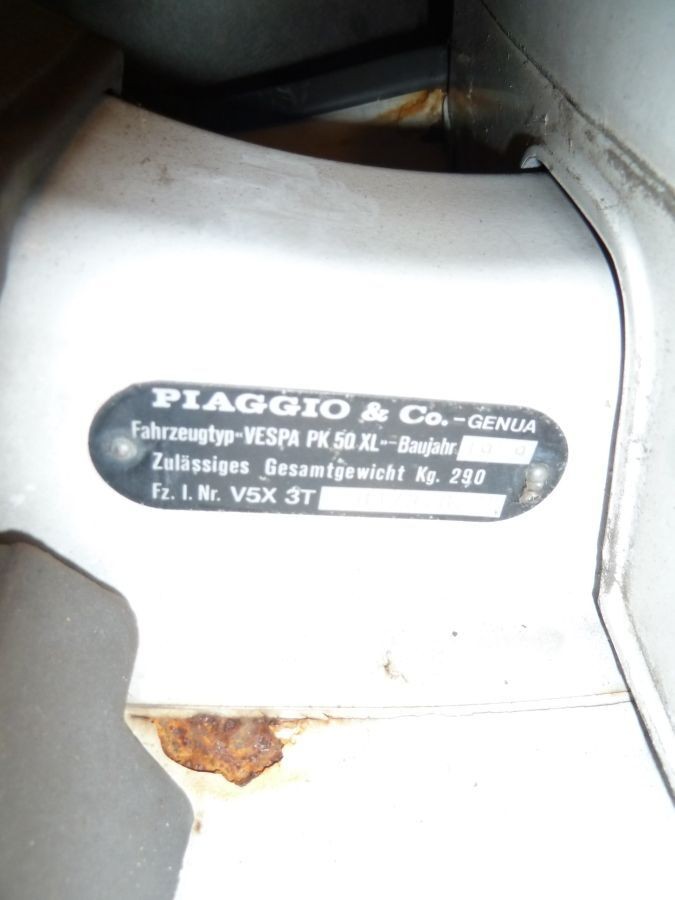 PIAGGIO & Co. - GENUA
Fahrzeugtyp "VESPA PK 50 XL" - Baujahr
Zulässiges Gesamtgewicht Kg. 290
Fz. I. Nr. V5X 3T